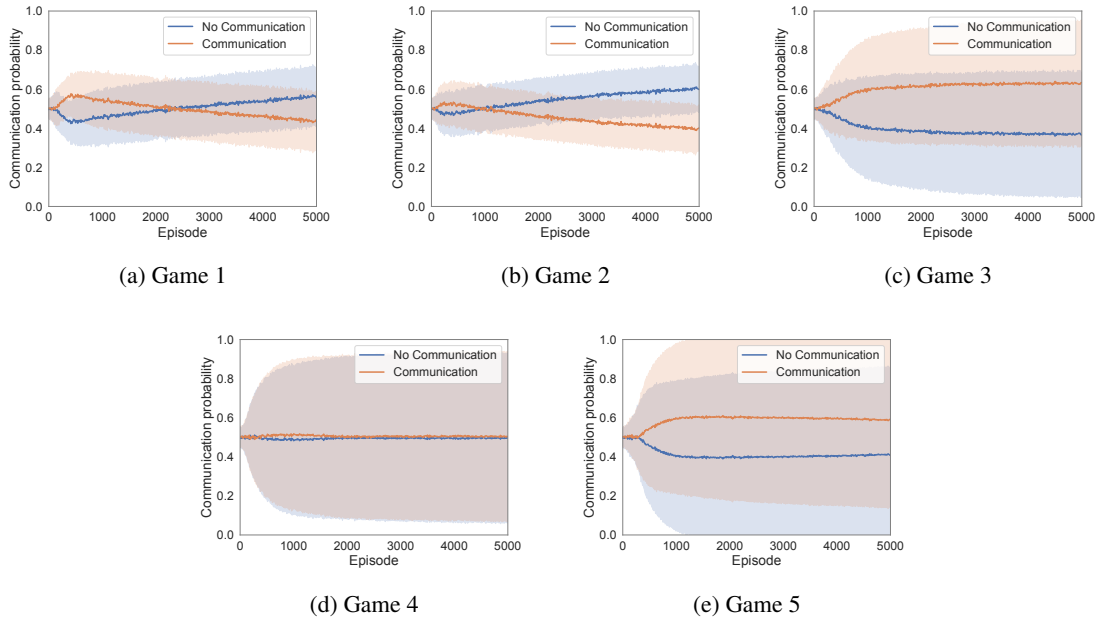 1.0
No Communication
Communication
0.8
0.6
0.4
0.2
0.0
0 1000 2000 3000 4000 5000
Episode
Communication probability
(a) Game 1
1.0
No Communication
Communication
0.8
0.6
0.4
0.2
0.0
0 1000 2000 3000 4000 5000
Episode
Communication probability
(b) Game 2
1.0
No Communication
Communication
0.8
0.6
0.4
0.2
0.0
0 1000 2000 3000 4000 5000
Episode
Communication probability
(c) Game 3
1.0
No Communication
Communication
0.8
0.6
0.4
0.2
0.0
0 1000 2000 3000 4000 5000
Episode
Communication probability
(d) Game 4
1.0
No Communication
Communication
0.8
0.6
0.4
0.2
0.0
0 1000 2000 3000 4000 5000
Episode
Communication probability
(e) Game 5